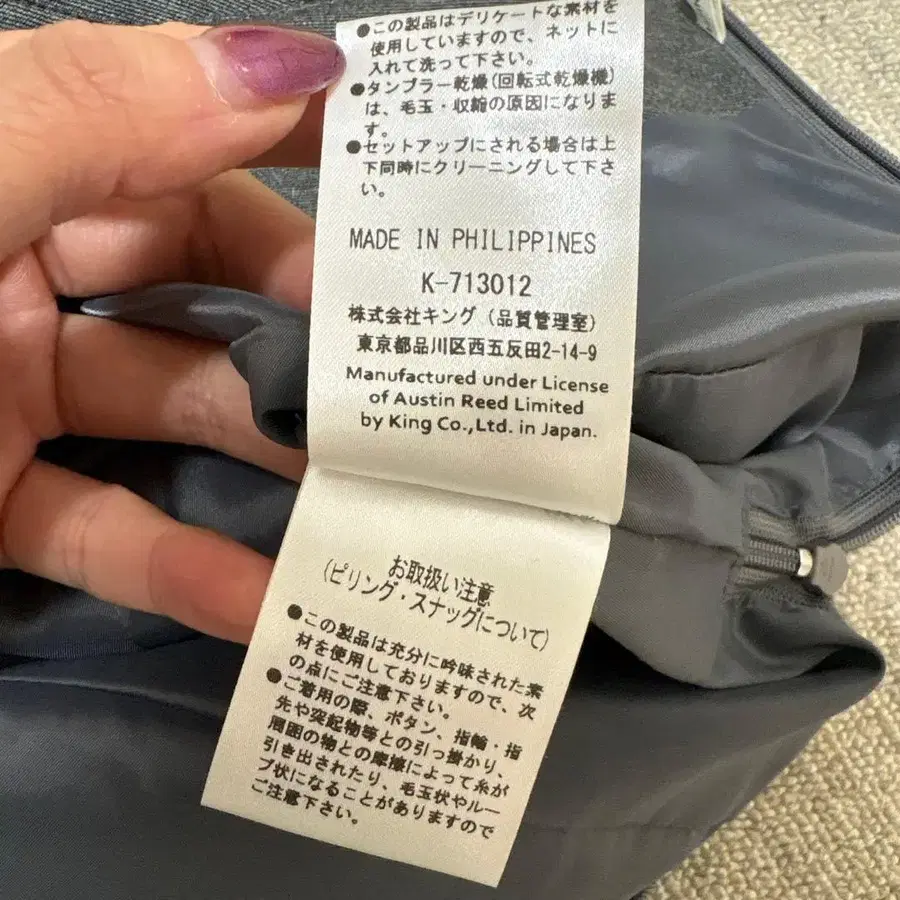 ●この製品はデリケートな素材を
使用していますので、ネットに
入れて洗って下さい。
●タンブラー乾燥(回転式乾燥機)
は、毛玉・収縮の原因になりま
す。
●セットアップにされる場合は上
下同時にクリーニングして下さ
い。
MADE IN PHILIPPINES
K-713012
株式会社キング (品質管理室)
東京都品川区西五反田2-14-9
Manufactured under License
of Austin Reed Limited
by King Co.,Ltd. in Japan.
お取扱い注意
(ピリング・スナッグについて)
●この製品は充分に吟味された素
材を使用しておりますので、次
の点にご注意下さい。
●ご着用の際、ボタン、指輪・指
先や突起物等との引っ掛かり、
周囲の物との摩擦によって糸が
引き出されたり、毛玉状やルー
プ状になることがありますので
ご注意下さい。